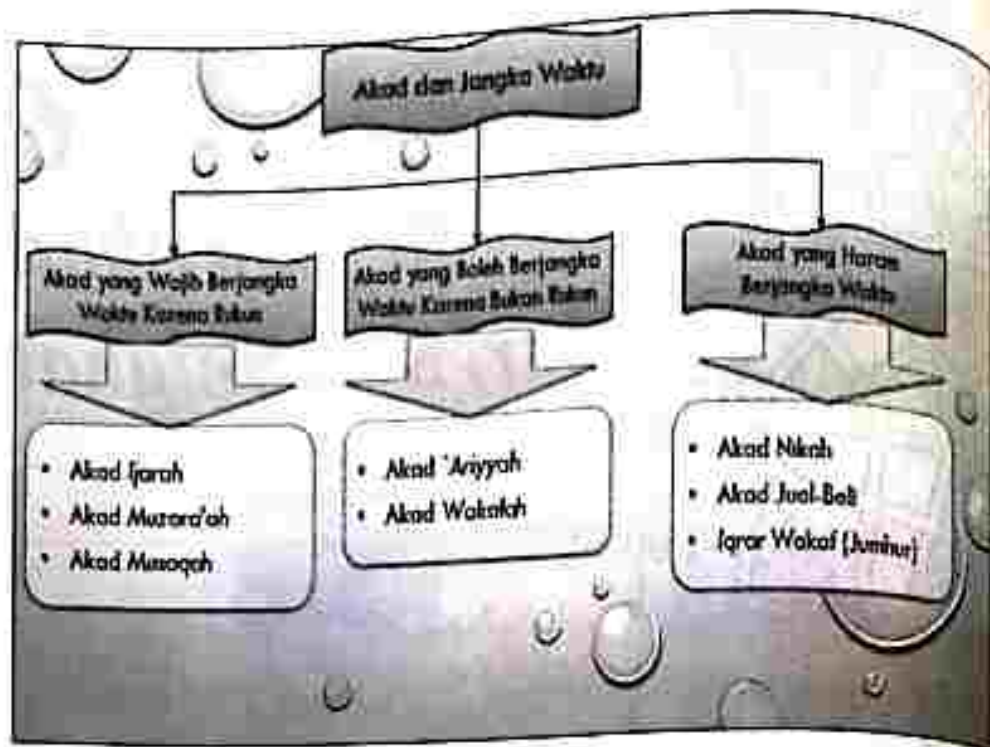 Akad dan Jangka Waktu
Akad yang Wajib Berjangka
Waktu Karena Rukun
Akad yang Boleh Berjangka
Waktu Karena Bukan Rukun
Akad yang Haram
Berjangka Waktu
• Akad Ijarah
• Akad Muzara'ah
• Akad Musaqah
• Akad 'Ariyyah
• Akad Wakalah
• Akad Nikah
• Akad Jual-Beli
• Iqrar Wakaf (Jumhur)